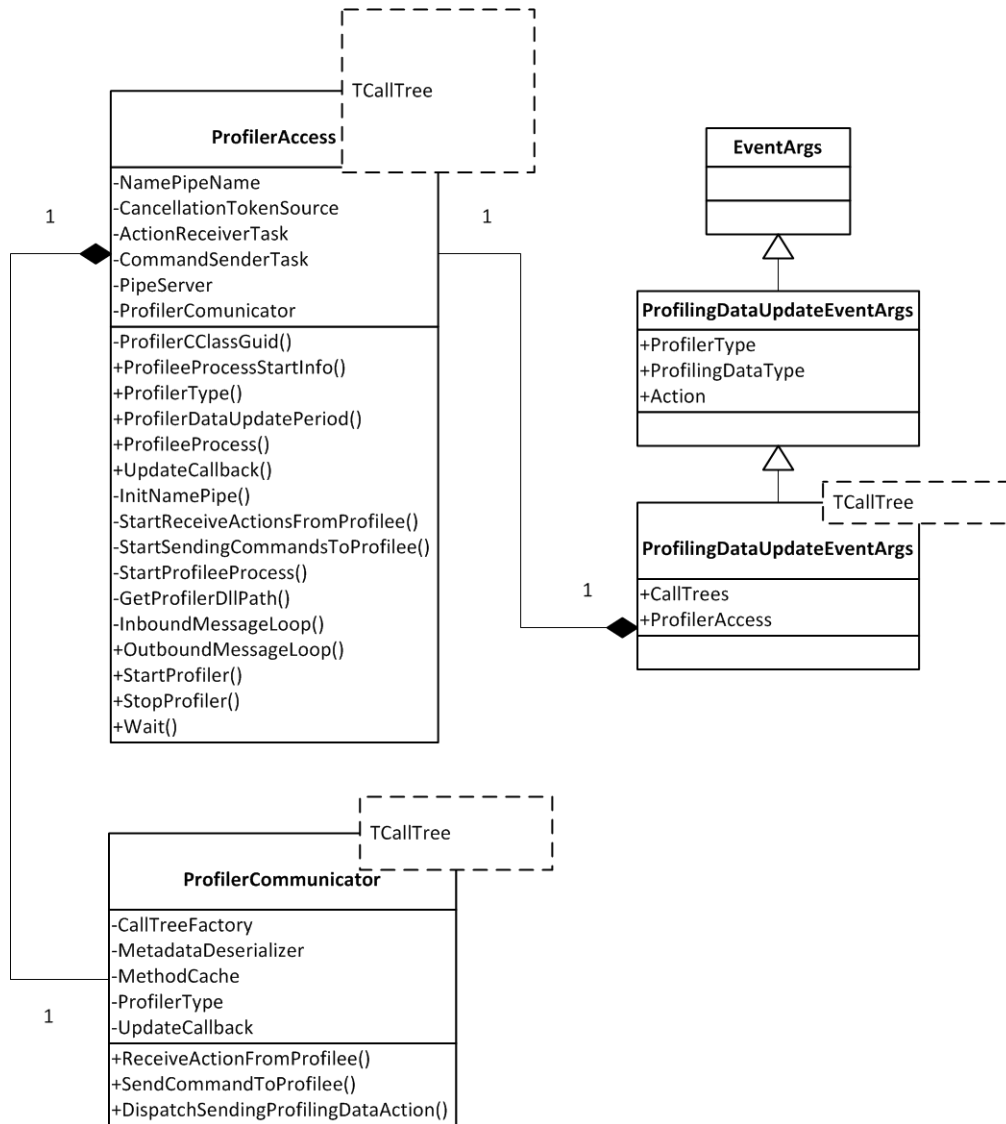 TCallTree
ProfilerAccess
-NamePipeName
-CancellationTokenSource
-ActionReceiverTask
-CommandSenderTask
-PipeServer
-ProfilerComunicator
-ProfilerCClassGuid()
+ProfileeProcessStartInfo()
+ProfilerType()
+ProfilerDataUpdatePeriod()
+ProfileeProcess()
+UpdateCallback()
-InitNamePipe()
-StartReceiveActionsFromProfilee()
-StartSendingCommandsToProfilee()
-StartProfileeProcess()
-GetProfilerDllPath()
-InboundMessageLoop()
+OutboundMessageLoop()
+StartProfiler()
+StopProfiler()
+Wait()
1
1
EventArgs
ProfilingDataUpdateEventArgs
+ProfilerType
+ProfilingDataType
+Action
TCallTree
ProfilingDataUpdateEventArgs
+CallTrees
+ProfilerAccess
1
TCallTree
ProfilerCommunicator
-CallTreeFactory
-MetadataDeserializer
-MethodCache
-ProfilerType
-UpdateCallback
+ReceiveActionFromProfilee()
+SendCommandToProfilee()
+DispatchSendingProfilingDataAction()
1